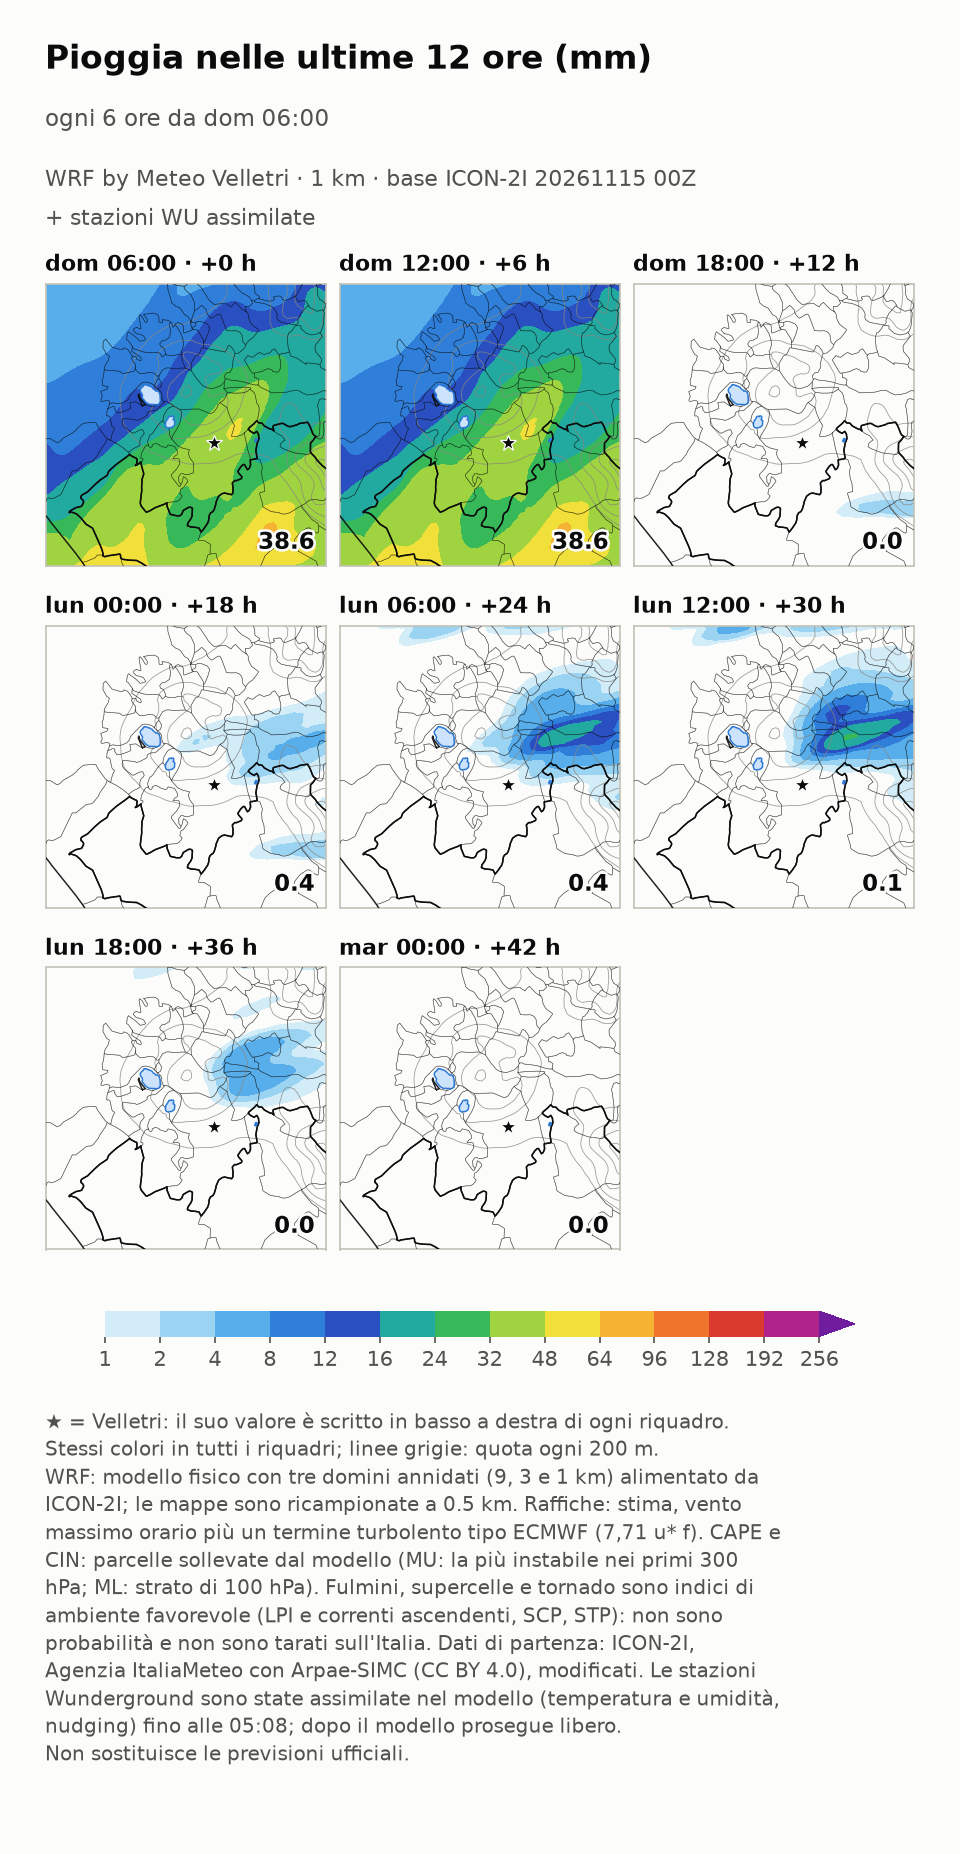 Pioggia nelle ultime 12 ore (mm)
ogni 6 ore da dom 06:00
WRF by Meteo Velletri · 1 km · base ICON-2I 20261115 00Z
+ stazioni WU assimilate
dom 06:00 · +0 h
dom 12:00 · +6 h
dom 18:00 · +12 h
38.6
38.6
0.0
lun 00:00 · +18 h
lun 06:00 · +24 h
lun 12:00 · +30 h
0.4
0.4
0.1
lun 18:00 · +36 h
mar 00:00 · +42 h
0.0
0.0
1 2 4 8 12 16 24 32 48 64 96 128 192 256
★ = Velletri: il suo valore è scritto in basso a destra di ogni riquadro.
Stessi colori in tutti i riquadri; linee grigie: quota ogni 200 m.
WRF: modello fisico con tre domini annidati (9, 3 e 1 km) alimentato da
ICON-2I; le mappe sono ricampionate a 0.5 km. Raffiche: stima, vento
massimo orario più un termine turbolento tipo ECMWF (7,71 u* f). CAPE e
CIN: parcelle sollevate dal modello (MU: la più instabile nei primi 300
hPa; ML: strato di 100 hPa). Fulmini, supercelle e tornado sono indici di
ambiente favorevole (LPI e correnti ascendenti, SCP, STP): non sono
probabilità e non sono tarati sull'Italia. Dati di partenza: ICON-2I,
Agenzia ItaliaMeteo con Arpae-SIMC (CC BY 4.0), modificati. Le stazioni
Wunderground sono state assimilate nel modello (temperatura e umidità,
nudging) fino alle 05:08; dopo il modello prosegue libero.
Non sostituisce le previsioni ufficiali.